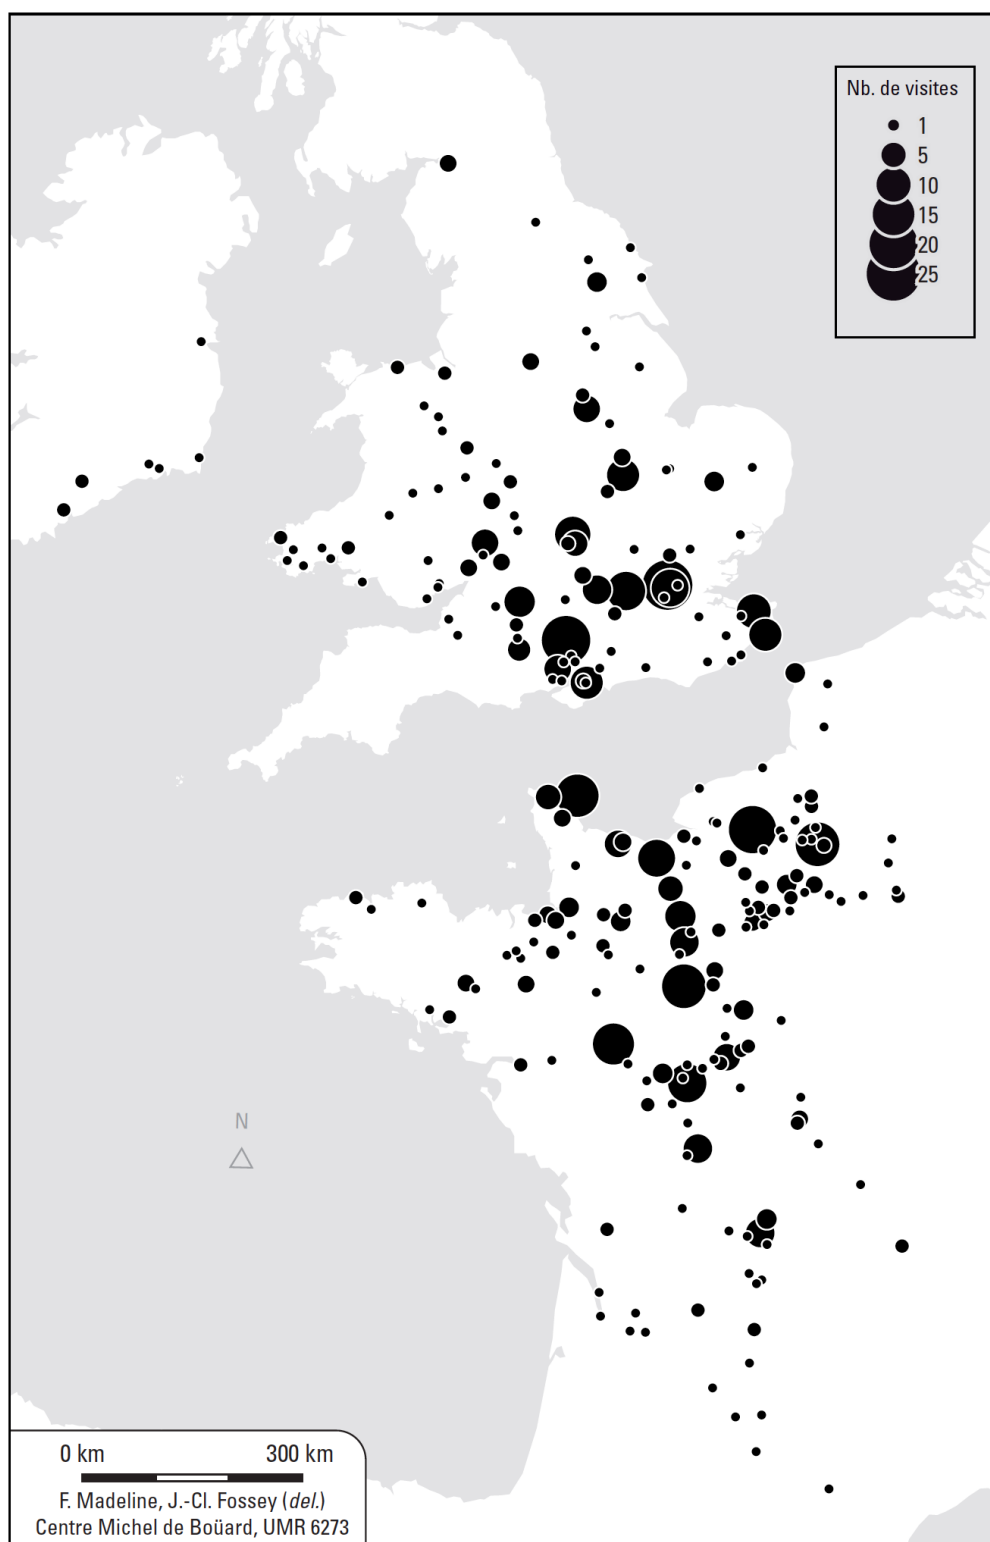 Nb. de visites
1
5
10
15
20
25
N
0 km 300 km
F. Madeline, J.-Cl. Fossey (del.)
Centre Michel de Boüard, UMR 6273